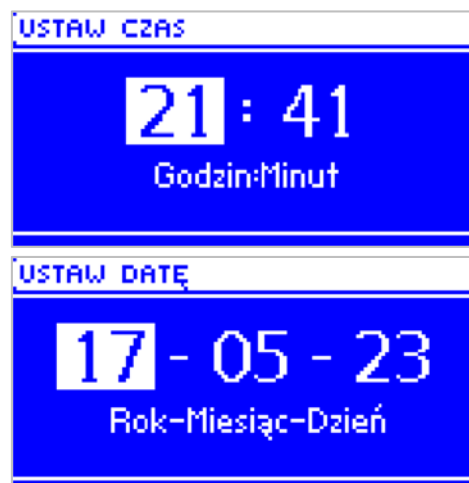 USTAW CZAS
21 : 41
Godzin:Minut
USTAW DATĘ
17 - 05 - 23
Rok-Miesiąc-Dzień